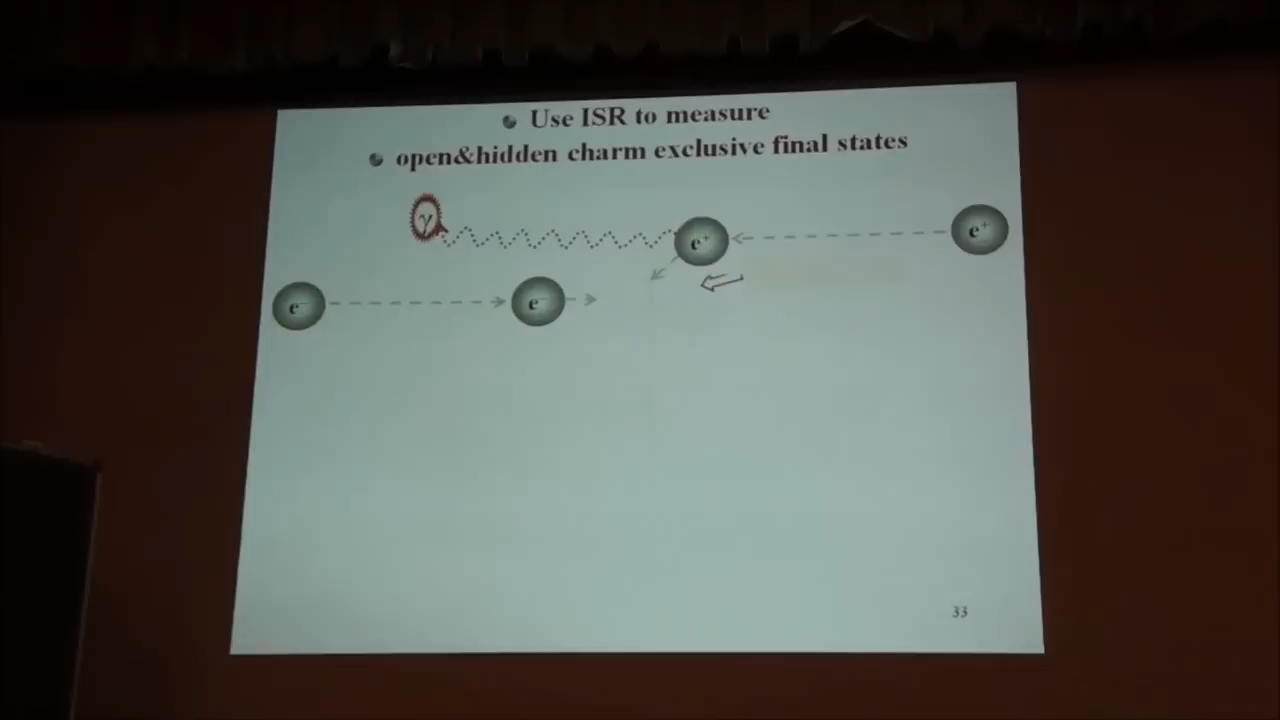 Use ISR to measure
open&hidden charm exclusive final states
γ
e⁺
e⁺
e⁻
e⁻
33